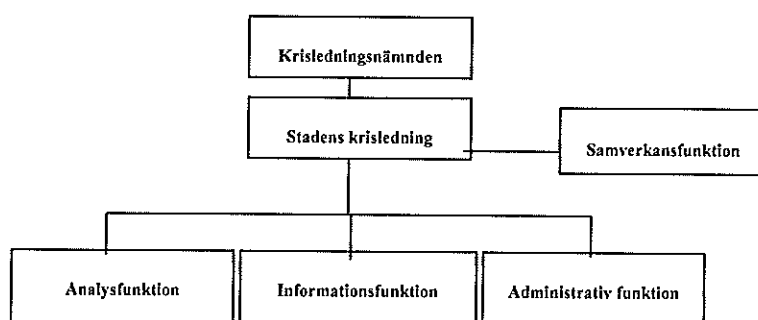 Krisledningsnämnden
Stadens krisledning
Samverkansfunktion
Analysfunktion
Informationsfunktion
Administrativ funktion